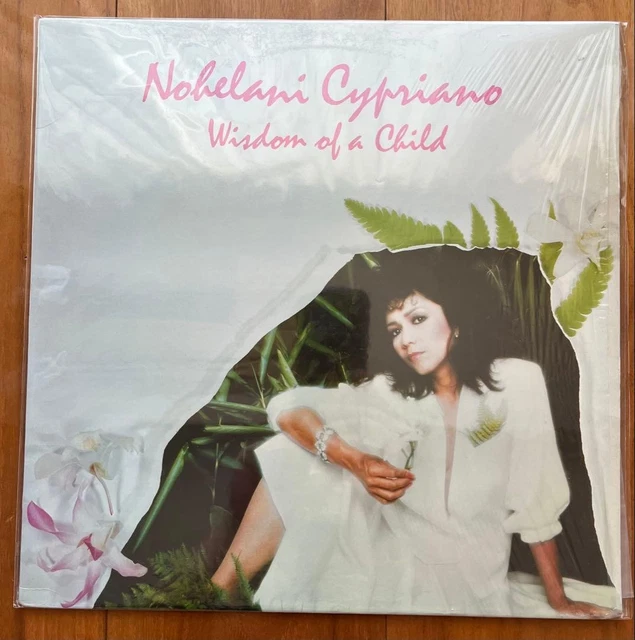 Nohelani Cypriano
Wisdom of a Child